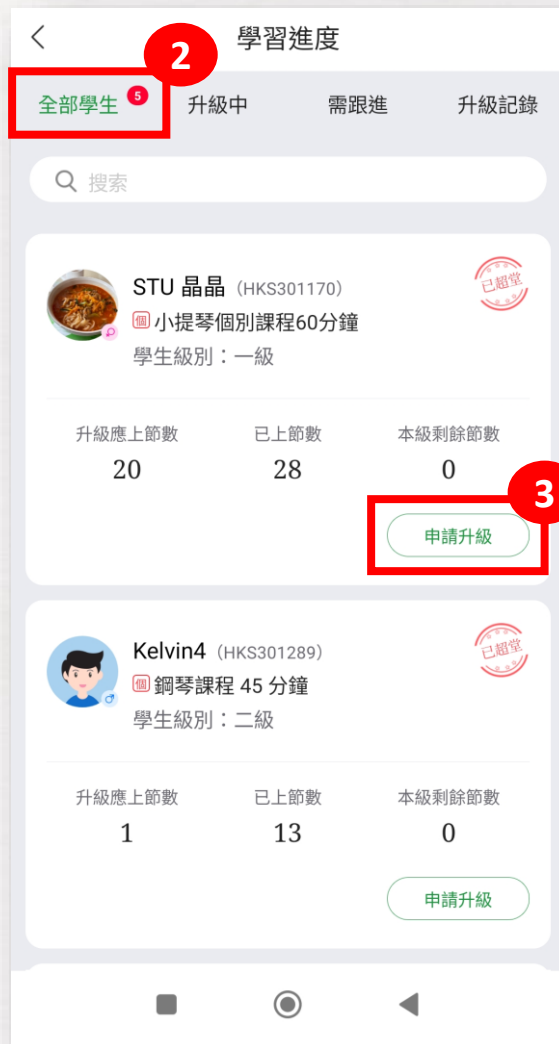 學習進度
2
全部學生 5 升級中 需跟進 升級記錄
搜索
STU 晶晶 (HKS301170)
已超堂
個 小提琴個別課程60分鐘
學生級別：一級
升級應上節數 已上節數 本級剩餘節數
20 28 0
3
申請升級
Kelvin4 (HKS301289)
已超堂
個 鋼琴課程 45 分鐘
學生級別：二級
升級應上節數 已上節數 本級剩餘節數
1 13 0
申請升級